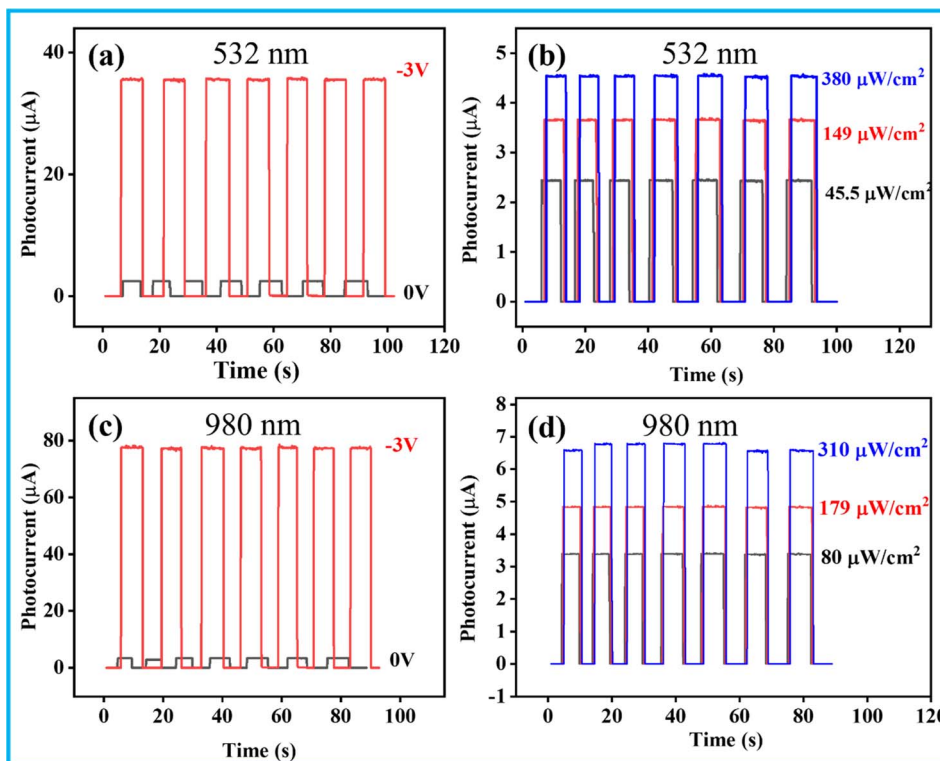 (a) 532 nm
-3V
0V
40
20
0
Photocurrent (μA)
0 20 40 60 80 100 120
Time (s)
(b) 532 nm
380 μW/cm²
149 μW/cm²
45.5 μW/cm²
5
4
3
2
1
0
Photocurrent (μA)
0 20 40 60 80 100 120
Time (s)
(c) 980 nm
-3V
0V
80
60
40
20
0
Photocurrent (μA)
0 20 40 60 80 100
Time (s)
(d) 980 nm
310 μW/cm²
179 μW/cm²
80 μW/cm²
8
7
6
5
4
3
2
1
0
-1
Photocurrent (μA)
0 20 40 60 80 100 120
Time (s)